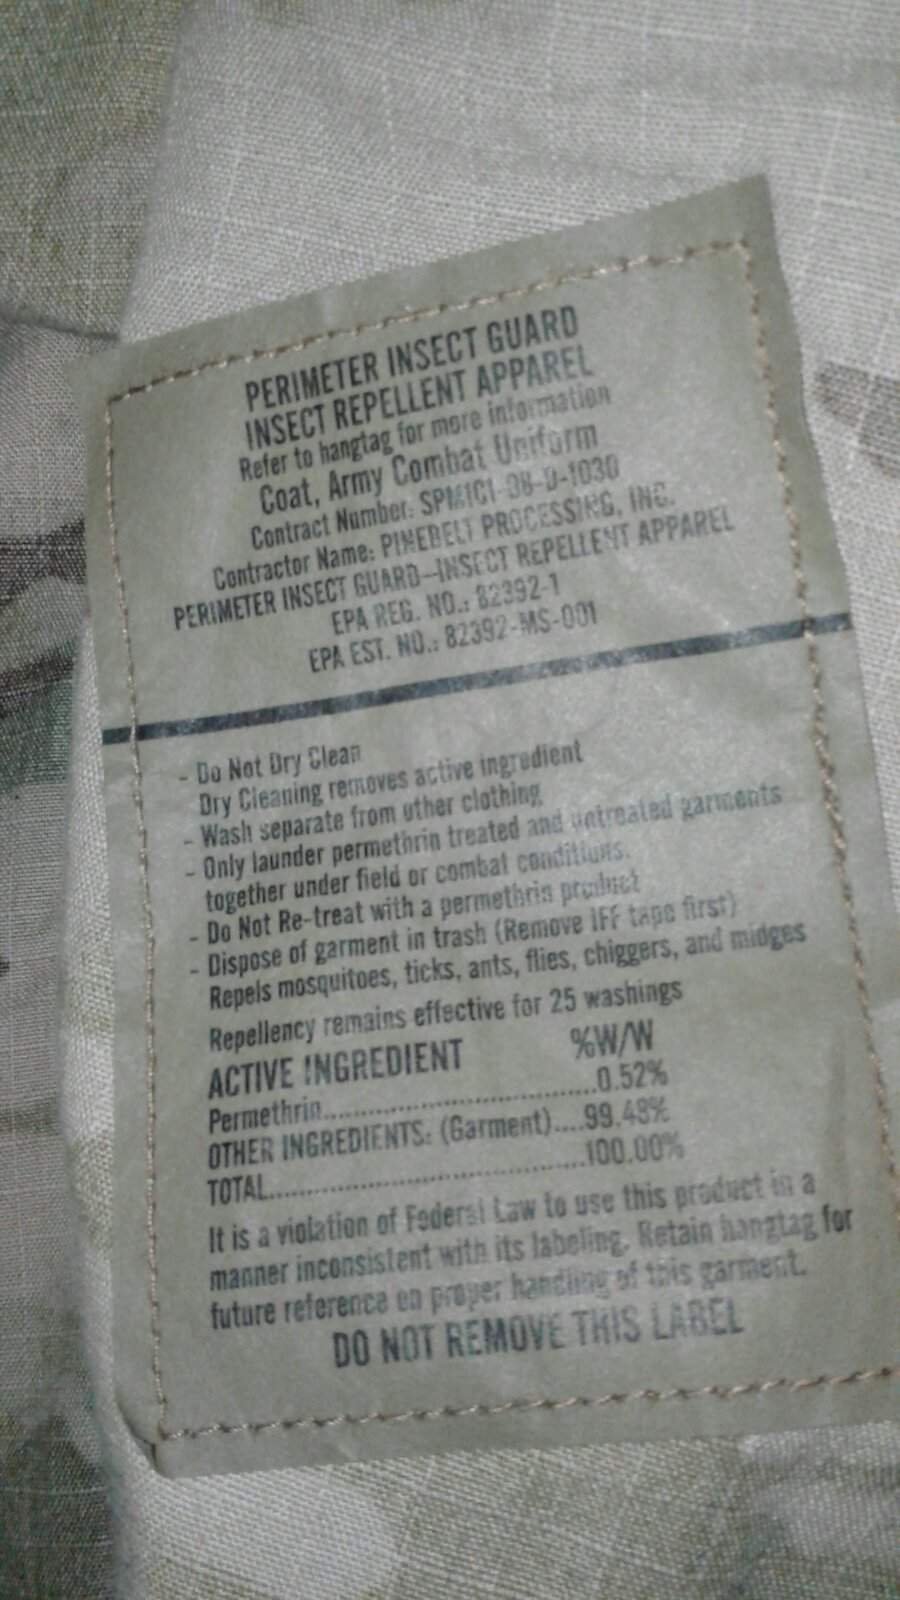 PERIMETER INSECT GUARD
INSECT REPELLENT APPAREL
Refer to hangtag for more information
Coat, Army Combat Uniform
Contract Number: SPM1C1-08-D-1030
Contractor Name: PINEBELT PROCESSING, INC.
PERIMETER INSECT GUARD-INSECT REPELLENT APPAREL
EPA REG. NO.: 82392-1
EPA EST. NO.: 82392-MS-001
- Do Not Dry Clean
Dry Cleaning removes active ingredient
- Wash separate from other clothing
- Only launder permethrin treated and untreated garments
together under field or combat conditions.
- Do Not Re-treat with a permethrin product
- Dispose of garment in trash (Remove IFF tape first)
Repels mosquitoes, ticks, ants, flies, chiggers, and midges
Repellency remains effective for 25 washings
ACTIVE INGREDIENT %W/W
Permethrin..............................0.52%
OTHER INGREDIENTS: (Garment)....99.48%
TOTAL...................................100.00%
It is a violation of Federal Law to use this product in a
manner inconsistent with its labeling. Retain hangtag for
future reference on proper handling of this garment.
DO NOT REMOVE THIS LABEL